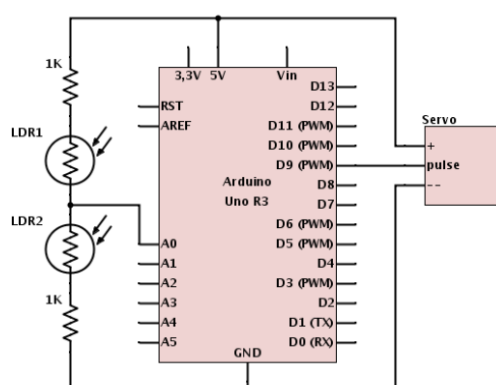 1K
LDR1
LDR2
1K
3,3V 5V Vin
RST
AREF
A0
A1
A2
A3
A4
A5
Arduino
Uno R3
GND
D13
D12
D11 (PWM)
D10 (PWM)
D9 (PWM)
D8
D7
D6 (PWM)
D5 (PWM)
D4
D3 (PWM)
D2
D1 (TX)
D0 (RX)
Servo
+
pulse
--